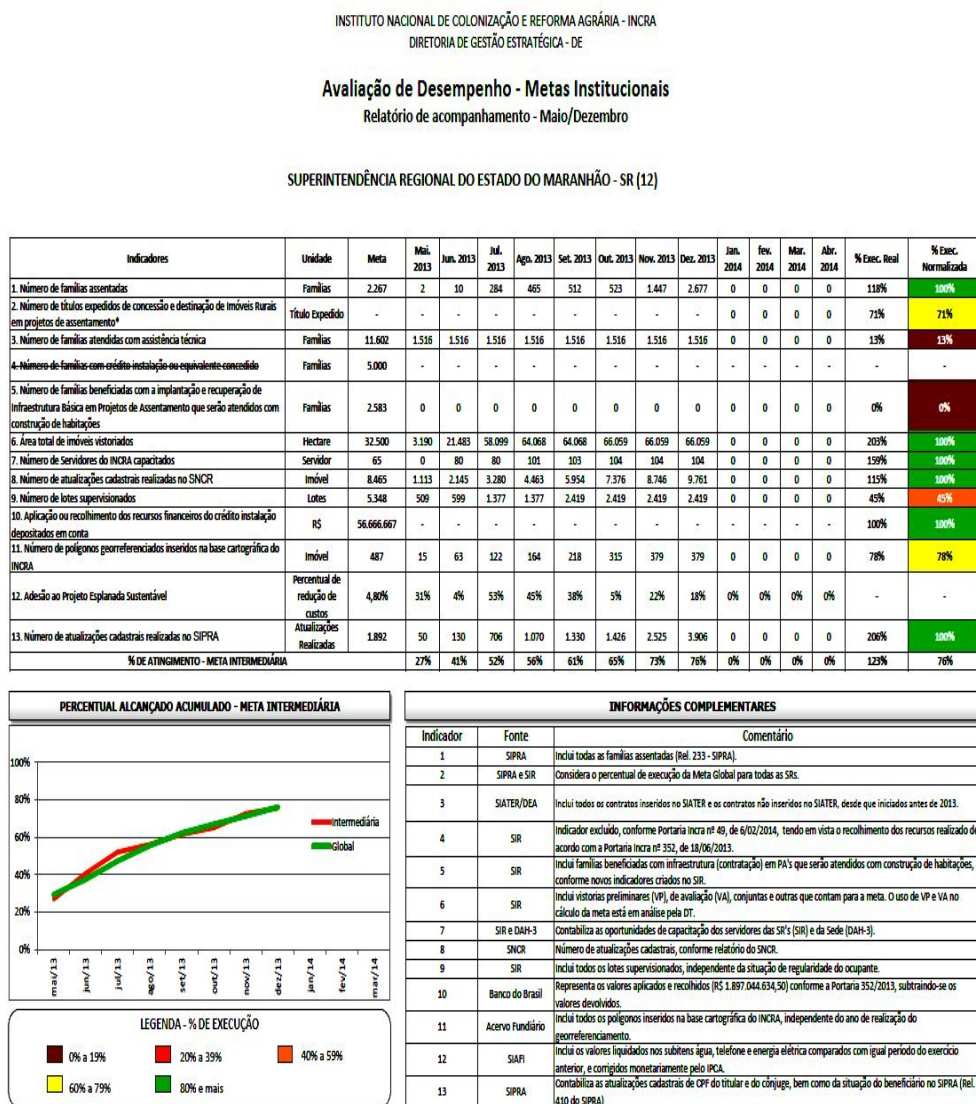 INSTITUTO NACIONAL DE COLONIZAÇÃO E REFORMA AGRÁRIA - INCRA
DIRETORIA DE GESTÃO ESTRATÉGICA - DE
Avaliação de Desempenho - Metas Institucionais
Relatório de acompanhamento - Maio/Dezembro
SUPERINTENDÊNCIA REGIONAL DO ESTADO DO MARANHÃO - SR (12)
Indicadores Unidade Meta Mai. 2013 Jun. 2013 Jul. 2013 Ago. 2013 Set. 2013 Out. 2013 Nov. 2013 Dez. 2013 Jan. 2014 fev. 2014 Mar. 2014 Abr. 2014 % Exec. Real % Exec. Normalizada
1. Número de famílias assentadas Famílias 2.267 2 10 284 465 512 523 1.447 2.677 0 0 0 0 118% 100%
2. Número de títulos expedidos de concessão e destinação de Imóveis Rurais
em projetos de assentamento* Título Expedido - - - - - - - - - 0 0 0 0 71% 71%
3. Número de famílias atendidas com assistência técnica Famílias 11.602 1.516 1.516 1.516 1.516 1.516 1.516 1.516 1.516 0 0 0 0 13% 13%
4. Número de famílias com crédito instalação ou equivalente concedido Famílias 5.000 - - - - - - - - - - - - - -
5. Número de famílias beneficiadas com a implantação e recuperação de
Infraestrutura Básica em Projetos de Assentamento que serão atendidos com
construção de habitações Famílias 2.583 0 0 0 0 0 0 0 0 0 0 0 0 0% 0%
6. Área total de imóveis vistoriados Hectare 32.500 3.190 21.483 58.099 64.068 64.068 66.059 66.059 66.059 0 0 0 0 203% 100%
7. Número de Servidores do INCRA capacitados Servidor 65 0 80 80 101 103 104 104 104 0 0 0 0 159% 100%
8. Número de atualizações cadastrais realizadas no SNCR Imóvel 8.465 1.113 2.145 3.280 4.463 5.954 7.376 8.746 9.761 0 0 0 0 115% 100%
9. Número de lotes supervisionados Lotes 5.348 509 599 1.377 1.377 2.419 2.419 2.419 2.419 0 0 0 0 45% 45%
10. Aplicação ou recolhimento dos recursos financeiros do crédito instalação
depositados em conta R$ 56.666.667 - - - - - - - - - - - - 100% 100%
11. Número de polígonos georreferenciados inseridos na base cartográfica do
INCRA Imóvel 487 15 63 122 164 218 315 379 379 0 0 0 0 78% 78%
12. Adesão ao Projeto Esplanada Sustentável Percentual de redução de custos 4,80% 31% 4% 53% 45% 38% 5% 22% 18% 0% 0% 0% 0% - -
13. Número de atualizações cadastrais realizadas no SIPRA Atualizações Realizadas 1.892 50 130 706 1.070 1.330 1.426 2.525 3.906 0 0 0 0 206% 100%
% DE ATINGIMENTO - META INTERMEDIÁRIA 27% 41% 52% 56% 61% 65% 73% 76% 0% 0% 0% 0% 123% 76%
PERCENTUAL ALCANÇADO ACUMULADO - META INTERMEDIÁRIA
100%
80%
60%
40%
20%
0%
Intermediária
Global
mai/13 jun/13 jul/13 ago/13 set/13 out/13 nov/13 dez/13 jan/14 fev/14 mar/14
LEGENDA - % DE EXECUÇÃO
0% a 19% 20% a 39% 40% a 59%
60% a 79% 80% e mais
INFORMAÇÕES COMPLEMENTARES
Indicador Fonte Comentário
1 SIPRA Inclui todas as famílias assentadas (Rel. 233 - SIPRA).
2 SIPRA e SIR Considera o percentual de execução da Meta Global para todas as SRs.
3 SIATER/DEA Inclui todos os contratos inseridos no SIATER e os contratos não inseridos no SIATER, desde que iniciados antes de 2013.
4 SIR Indicador excluído, conforme Portaria Incra nº 49, de 6/02/2014, tendo em vista o recolhimento dos recursos realizado de
acordo com a Portaria Incra nº 352, de 18/06/2013.
5 SIR Inclui famílias beneficiadas com infraestrutura (contratação) em PA's que serão atendidos com construção de habitações,
conforme novos indicadores criados no SIR.
6 SIR Inclui vistorias preliminares (VP), de avaliação (VA), conjuntas e outras que contam para a meta. O uso de VP e VA no
cálculo da meta está em análise pela DT.
7 SIR e DAH-3 Contabiliza as oportunidades de capacitação dos servidores das SR's (SIR) e da Sede (DAH-3).
8 SNCR Número de atualizações cadastrais, conforme relatório do SNCR.
9 SIR Inclui todos os lotes supervisionados, independente da situação de regularidade do ocupante.
10 Banco do Brasil Representa os valores aplicados e recolhidos (R$ 1.897.044.634,50) conforme a Portaria 352/2013, subtraindo-se os
valores devolvidos.
11 Acervo Fundiário Inclui todos os polígonos inseridos na base cartográfica do INCRA, independente do ano de realização do
georreferenciamento.
12 SIAFI Inclui os valores liquidados nos subitens água, telefone e energia elétrica comparados com igual período do exercício
anterior, e corrigidos monetariamente pelo IPCA.
13 SIPRA Contabiliza as atualizações cadastrais de CPF do titular e do cônjuge, bem como da situação do beneficiário no SIPRA (Rel.
410 do SIPRA)